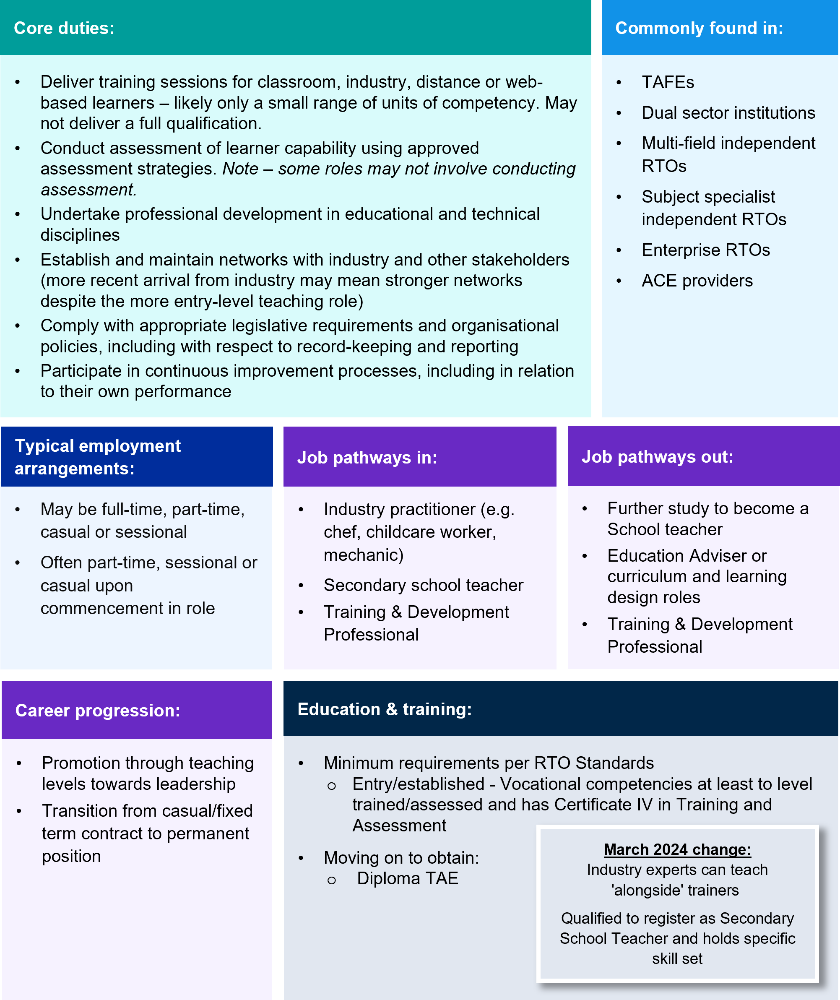 Core duties:
• Deliver training sessions for classroom, industry, distance or web-
based learners – likely only a small range of units of competency. May
not deliver a full qualification.
• Conduct assessment of learner capability using approved
assessment strategies. Note – some roles may not involve conducting
assessment.
• Undertake professional development in educational and technical
disciplines
• Establish and maintain networks with industry and other stakeholders
(more recent arrival from industry may mean stronger networks
despite the more entry-level teaching role)
• Comply with appropriate legislative requirements and organisational
policies, including with respect to record-keeping and reporting
• Participate in continuous improvement processes, including in relation
to their own performance
Commonly found in:
• TAFEs
• Dual sector institutions
• Multi-field independent
RTOs
• Subject specialist
independent RTOs
• Enterprise RTOs
• ACE providers
Typical employment
arrangements:
• May be full-time, part-time,
casual or sessional
• Often part-time, sessional or
casual upon
commencement in role
Job pathways in:
• Industry practitioner (e.g.
chef, childcare worker,
mechanic)
• Secondary school teacher
• Training & Development
Professional
Job pathways out:
• Further study to become a
School teacher
• Education Adviser or
curriculum and learning
design roles
• Training & Development
Professional
Career progression:
• Promotion through teaching
levels towards leadership
• Transition from casual/fixed
term contract to permanent
position
Education & training:
• Minimum requirements per RTO Standards
o Entry/established - Vocational competencies at least to level
trained/assessed and has Certificate IV in Training and
Assessment
• Moving on to obtain:
o Diploma TAE
March 2024 change:
Industry experts can teach
'alongside' trainers
Qualified to register as Secondary
School Teacher and holds specific
skill set